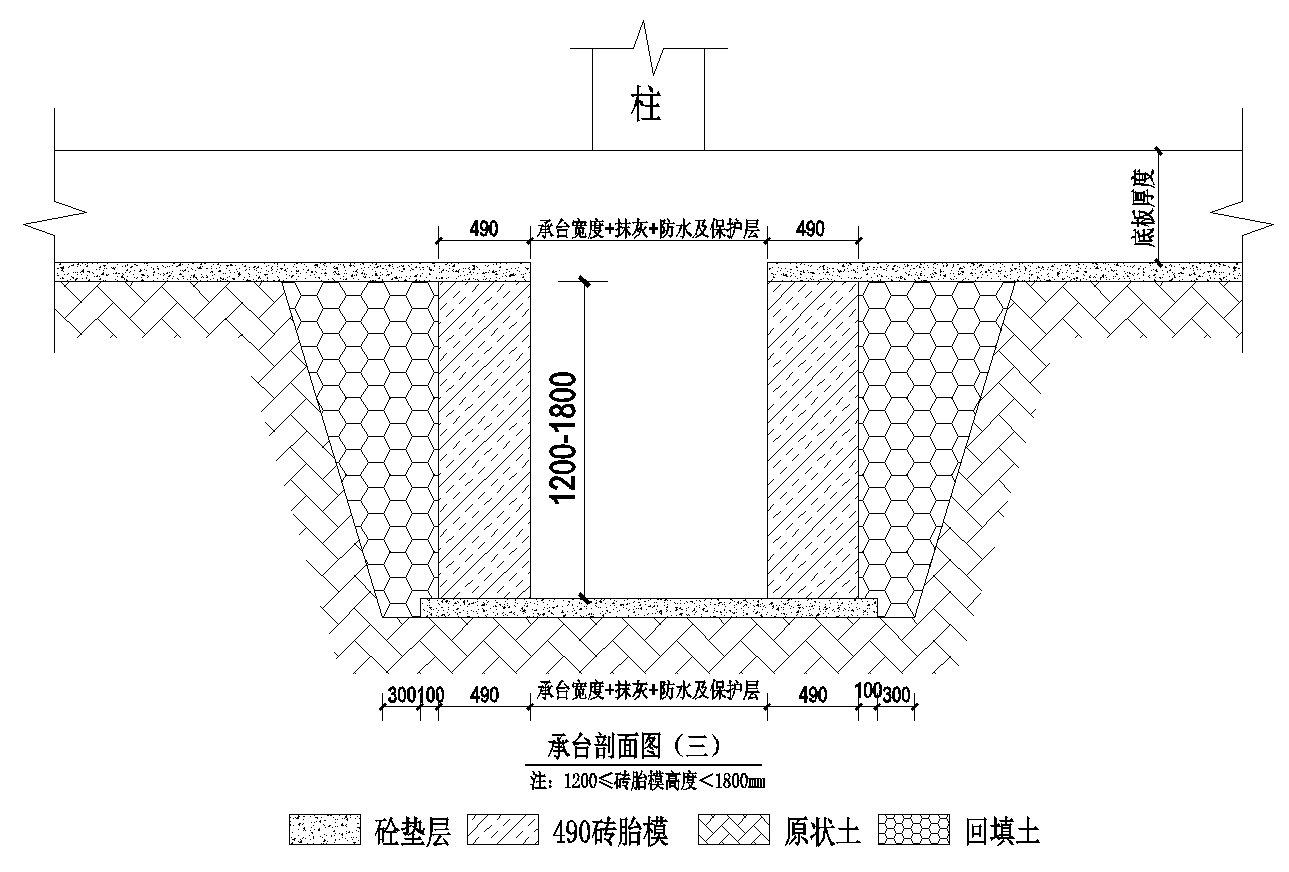 柱
底板厚度
490 承台宽度+抹灰+防水及保护层 490
1200-1800
300 100 490 承台宽度+抹灰+防水及保护层 490 100 300
承台剖面图（三）
注：1200≤砖胎模高度＜1800mm
砼垫层 490砖胎模 原状土 回填土